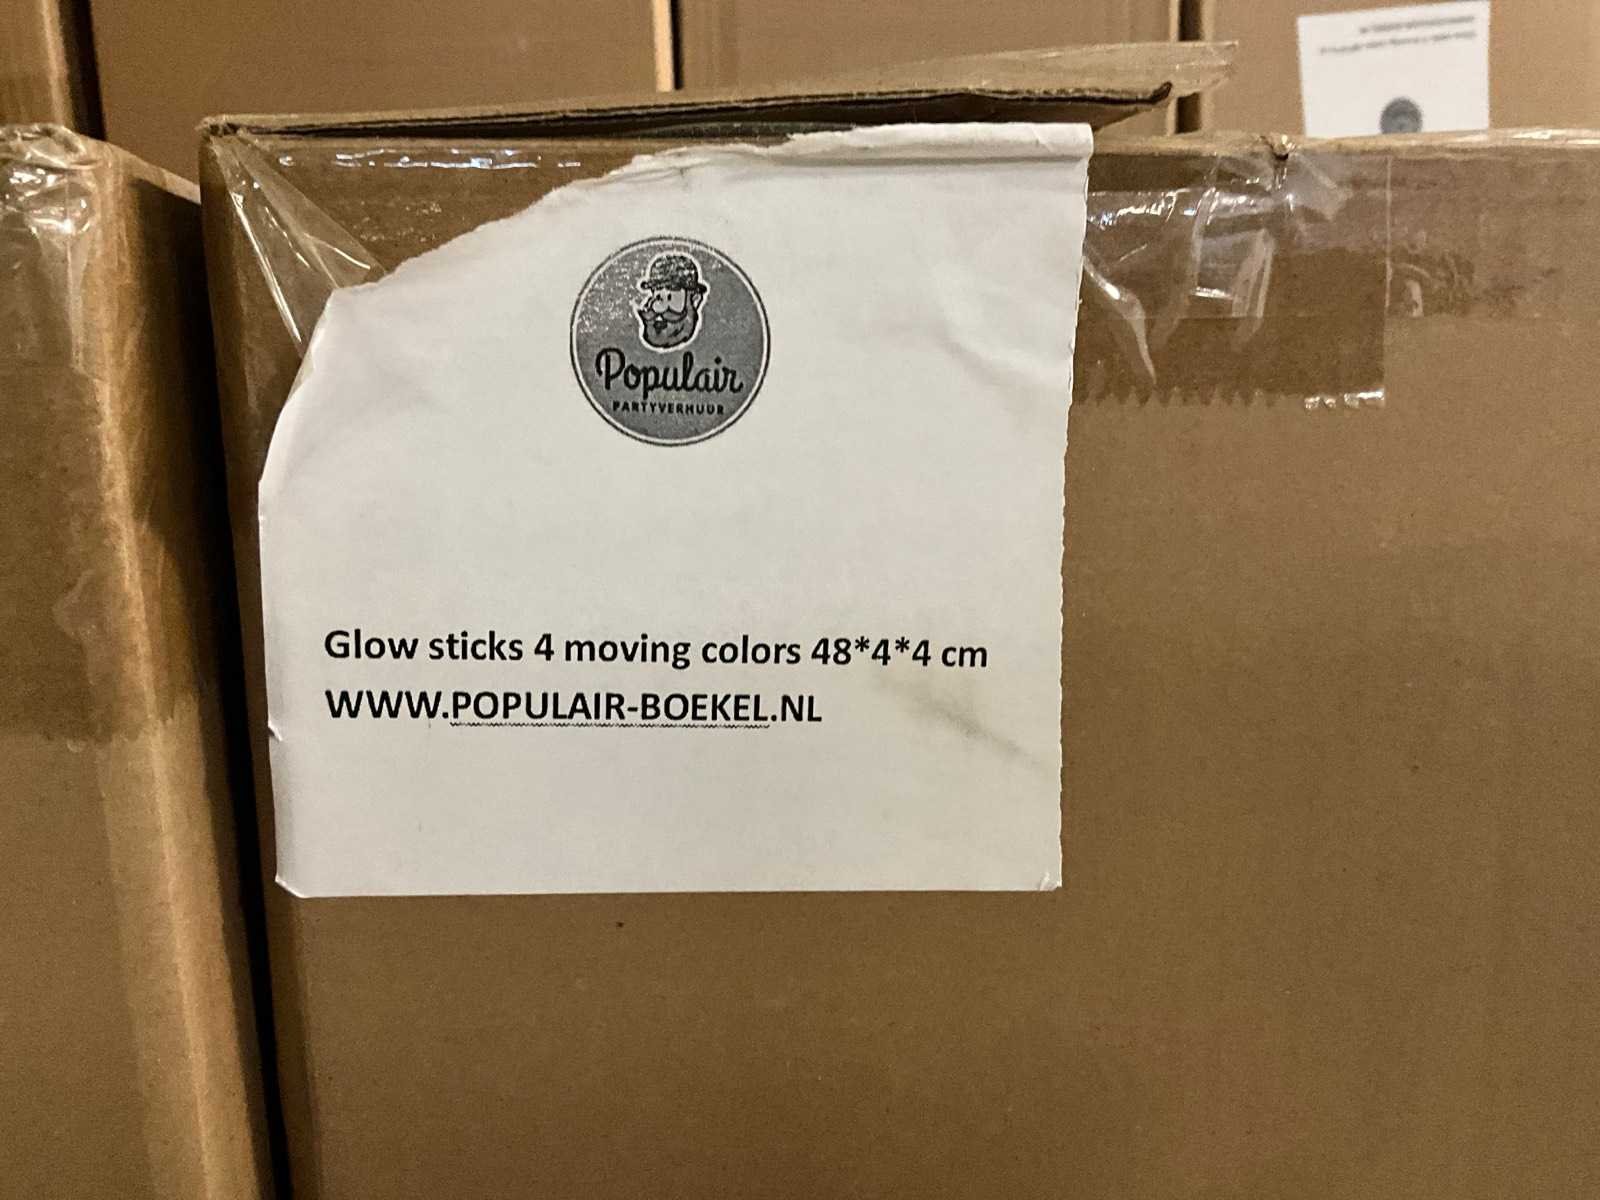 Populair
PARTYVERHUUR
Glow sticks 4 moving colors 48*4*4 cm
WWW.POPULAIR-BOEKEL.NL